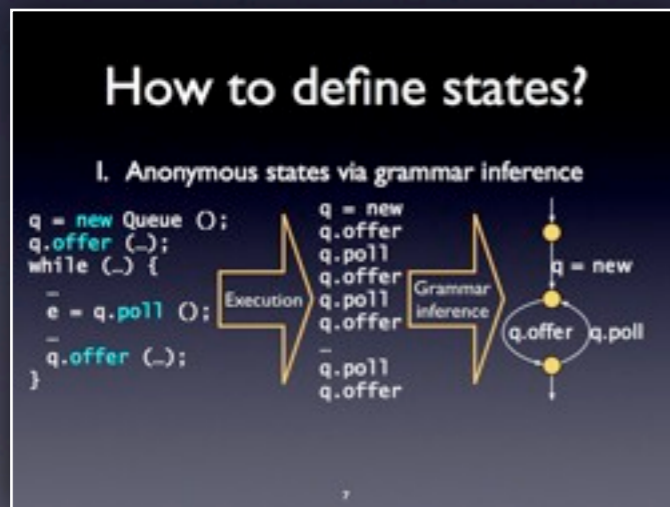 How to define states?
1. Anonymous states via grammar inference
q = new Queue ();
q.offer (…);
while (…) {
…
e = q.poll ();
…
q.offer (…);
}
Execution
q = new
q.offer
q.poll
q.offer
q.poll
q.offer
…
q.poll
q.offer
Grammar
inference
q = new
q.offer
q.poll
7